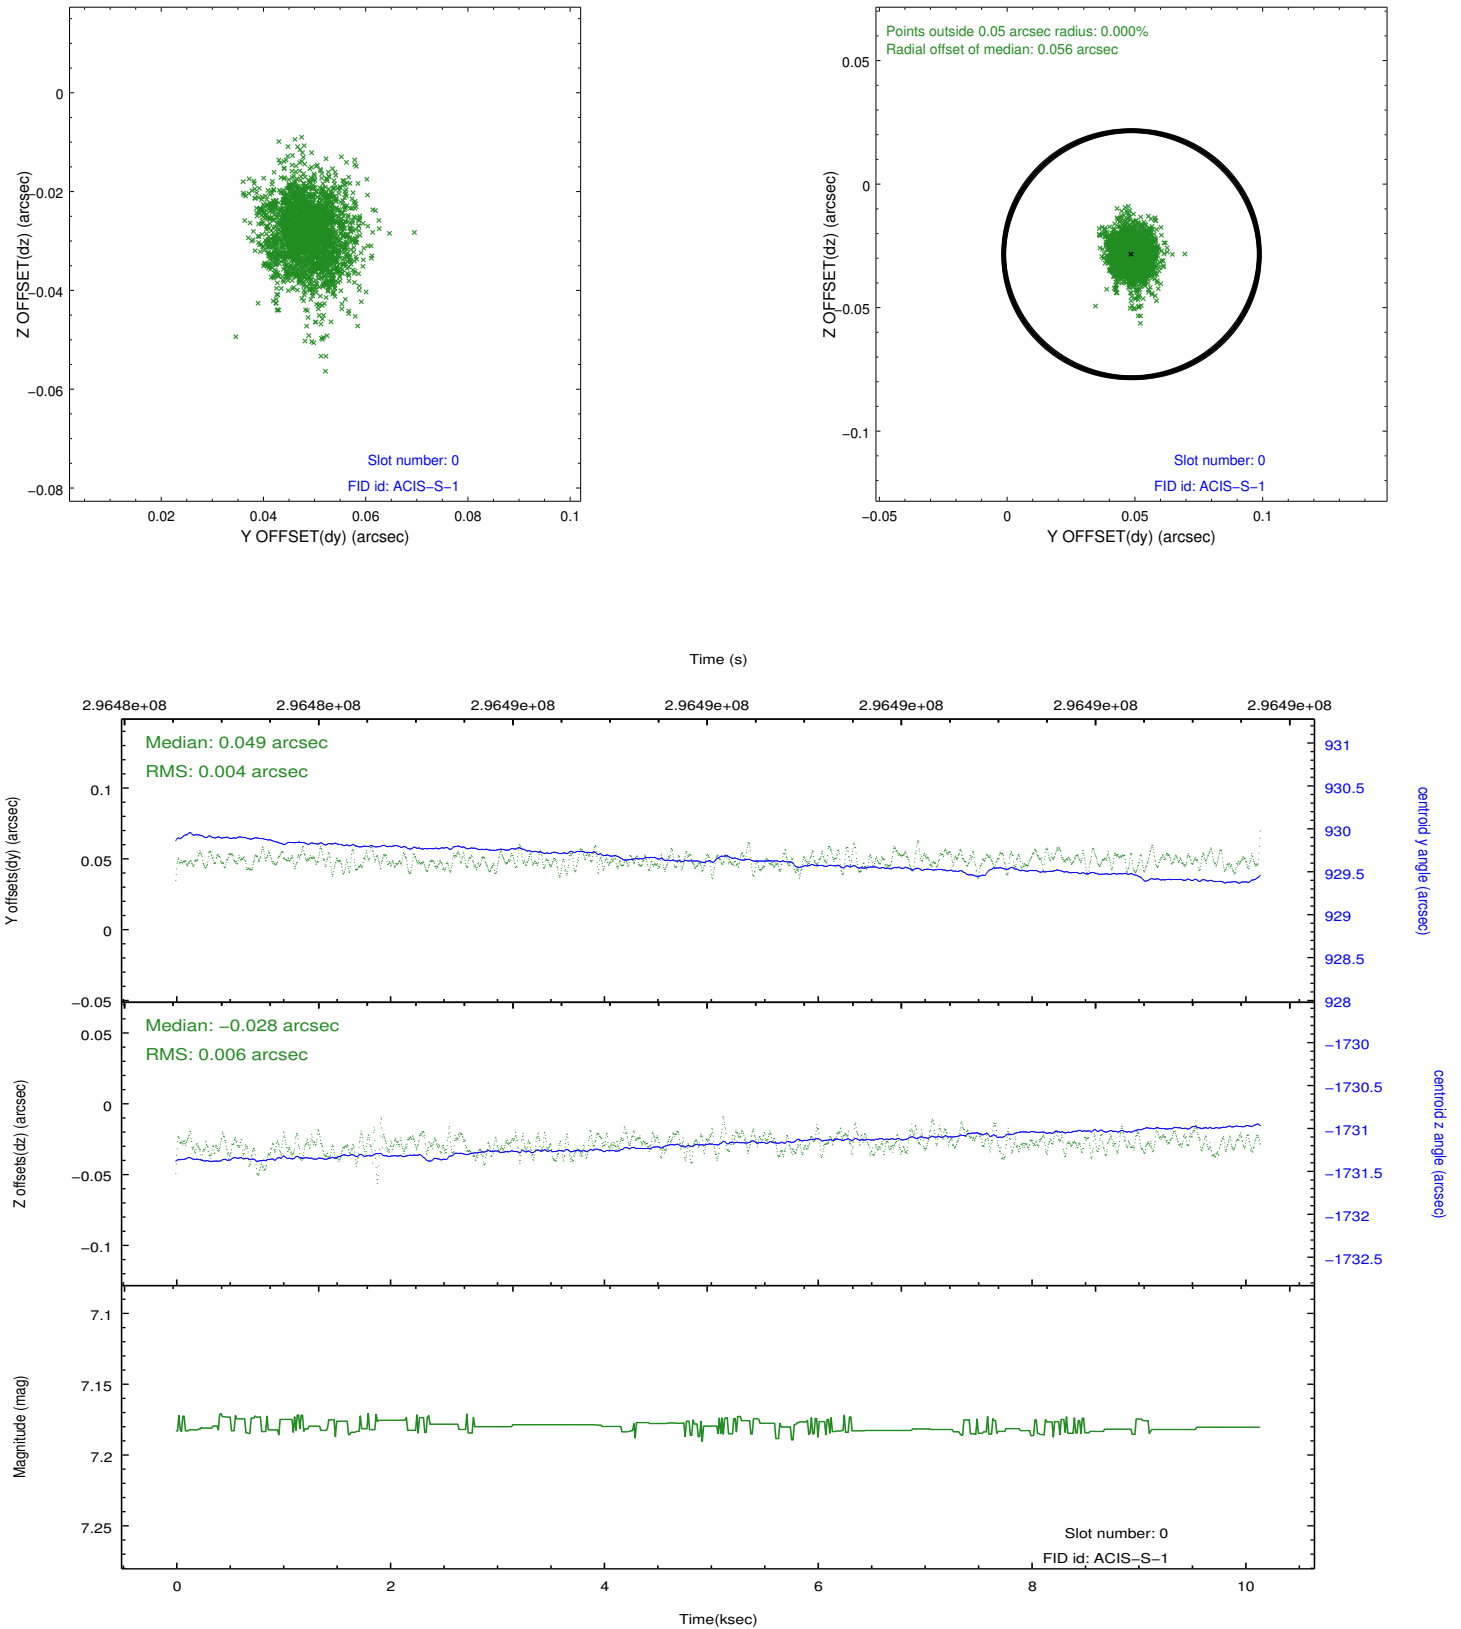 0
−0.02
−0.04
−0.06
−0.08
Z OFFSET(dz) (arcsec)
Slot number: 0
FID id: ACIS−S−1
0.02 0.04 0.06 0.08 0.1
Y OFFSET(dy) (arcsec)
Points outside 0.05 arcsec radius: 0.000%
Radial offset of median: 0.056 arcsec
0.05
0
−0.05
−0.1
Z OFFSET(dz) (arcsec)
Slot number: 0
FID id: ACIS−S−1
−0.05 0 0.05 0.1
Y OFFSET(dy) (arcsec)
Time (s)
2.9648e+08 2.9648e+08 2.9649e+08 2.9649e+08 2.9649e+08 2.9649e+08 2.9649e+08
Median: 0.049 arcsec
RMS: 0.004 arcsec
0.1
0.05
0
−0.05
Y offsets(dy) (arcsec)
931
930.5
930
929.5
929
928.5
928
centroid y angle (arcsec)
Median: −0.028 arcsec
RMS: 0.006 arcsec
0.05
0
−0.05
−0.1
Z offsets(dz) (arcsec)
−1730
−1730.5
−1731
−1731.5
−1732
−1732.5
centroid z angle (arcsec)
7.1
7.15
7.2
7.25
Magnitude (mag)
Slot number: 0
FID id: ACIS−S−1
0 2 4 6 8 10
Time(ksec)